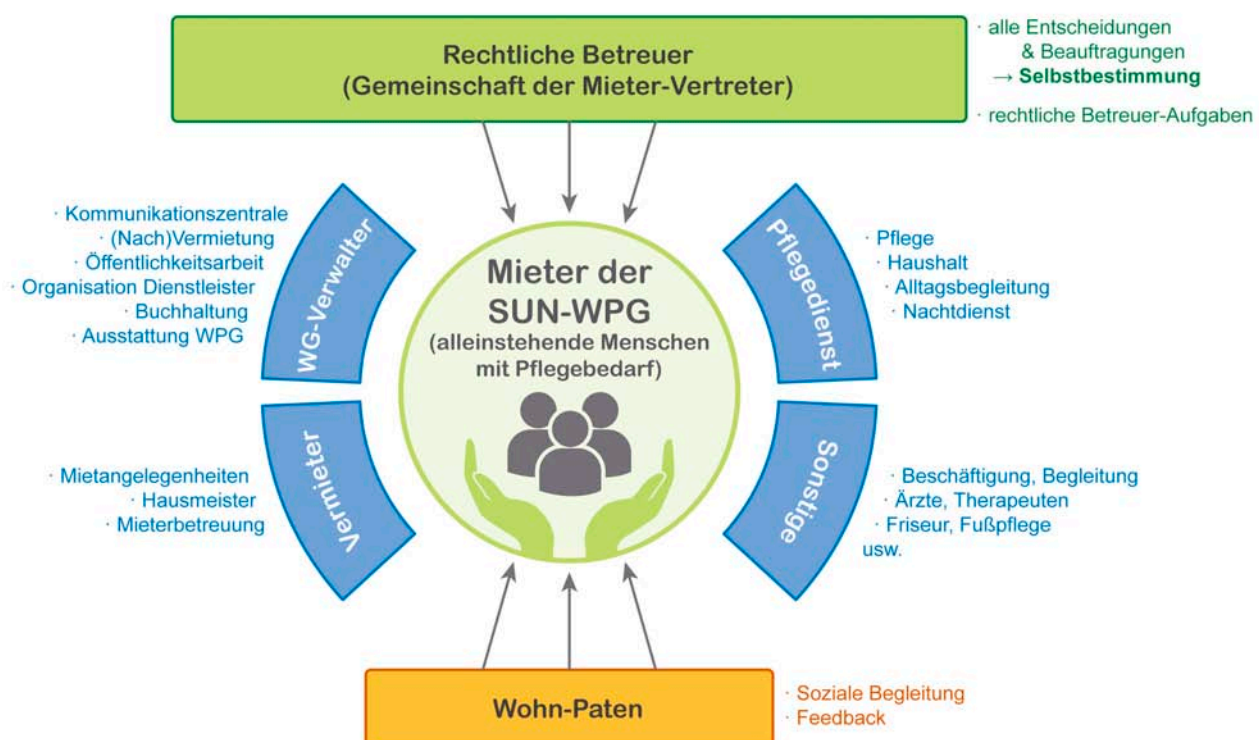 Rechtliche Betreuer
(Gemeinschaft der Mieter-Vertreter)
· alle Entscheidungen
& Beauftragungen
→ Selbstbestimmung
· rechtliche Betreuer-Aufgaben
· Kommunikationszentrale
· (Nach)Vermietung
· Öffentlichkeitsarbeit
· Organisation Dienstleister
· Buchhaltung
· Ausstattung WPG
WG-Verwalter
Mieter der
SUN-WPG
(alleinstehende Menschen
mit Pflegebedarf)
Pflegedienst
· Pflege
· Haushalt
· Alltagsbegleitung
· Nachtdienst
· Mietangelegenheiten
· Hausmeister
· Mieterbetreuung
Vermieter
Sonstige
· Beschäftigung, Begleitung
· Ärzte, Therapeuten
· Friseur, Fußpflege
usw.
Wohn-Paten
· Soziale Begleitung
· Feedback